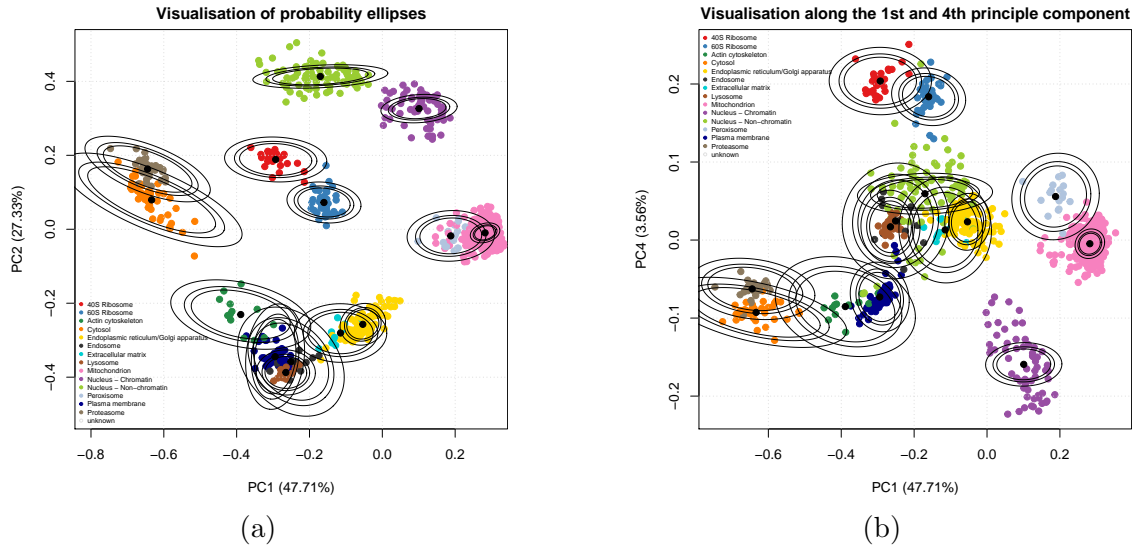 Visualisation of probability ellipses
PC2 (27.33%)
0.4
0.2
0.0
−0.2
−0.4
40S Ribosome
60S Ribosome
Actin cytoskeleton
Cytosol
Endoplasmic reticulum/Golgi apparatus
Endosome
Extracellular matrix
Lysosome
Mitochondrion
Nucleus − Chromatin
Nucleus − Non−chromatin
Peroxisome
Plasma membrane
Proteasome
unknown
−0.8 −0.6 −0.4 −0.2 0.0 0.2
PC1 (47.71%)
(a)
Visualisation along the 1st and 4th principle component
PC4 (3.56%)
0.2
0.1
0.0
−0.1
−0.2
40S Ribosome
60S Ribosome
Actin cytoskeleton
Cytosol
Endoplasmic reticulum/Golgi apparatus
Endosome
Extracellular matrix
Lysosome
Mitochondrion
Nucleus − Chromatin
Nucleus − Non−chromatin
Peroxisome
Plasma membrane
Proteasome
unknown
−0.6 −0.4 −0.2 0.0 0.2
PC1 (47.71%)
(b)